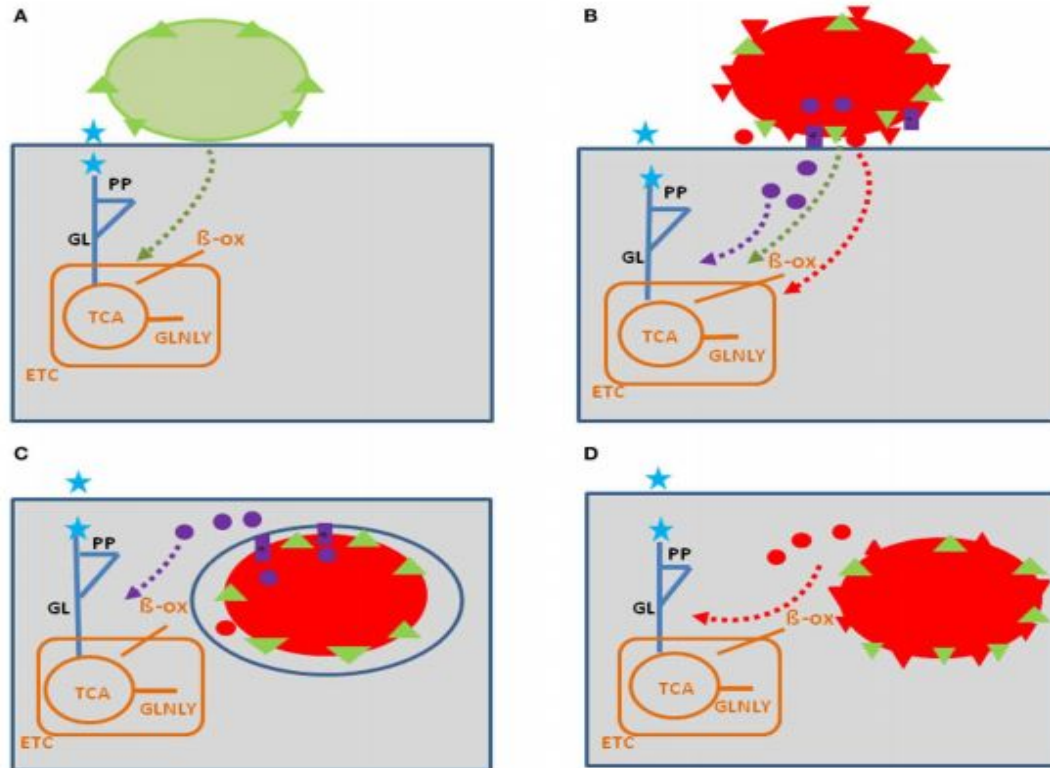 A
PP
GL
ß-ox
TCA
GLNLY
ETC
B
PP
GL
ß-ox
TCA
GLNLY
ETC
C
PP
GL
ß-ox
TCA
GLNLY
ETC
D
PP
GL
ß-ox
TCA
GLNLY
ETC